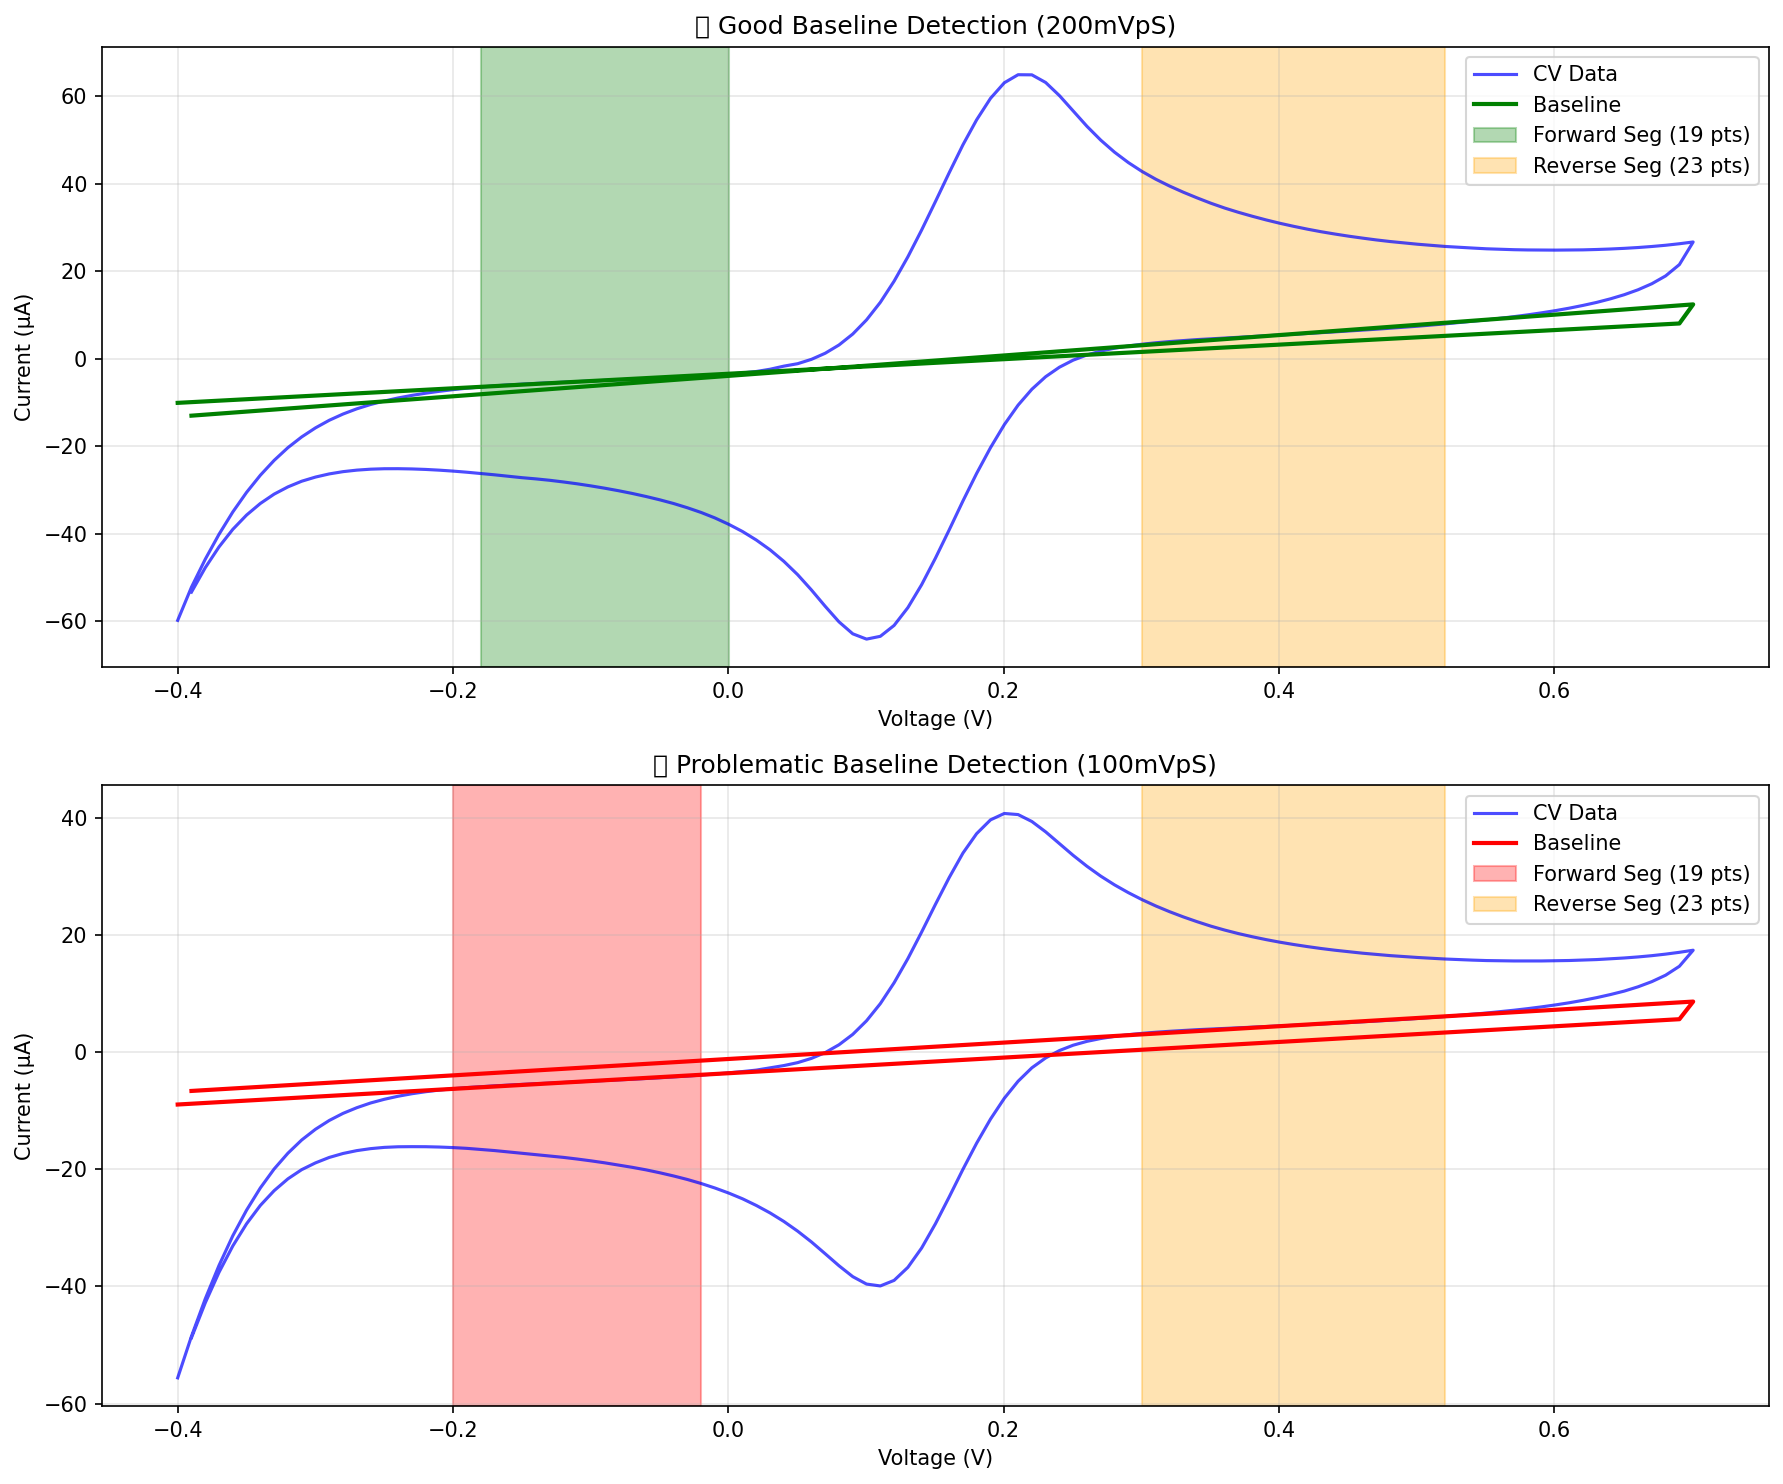 Good Baseline Detection (200mVpS)
60
40
20
0
−20
−40
−60
Current (μA)
CV Data
Baseline
Forward Seg (19 pts)
Reverse Seg (23 pts)
−0.4
−0.2
0.0
0.2
0.4
0.6
Voltage (V)
Problematic Baseline Detection (100mVpS)
40
20
0
−20
−40
−60
Current (μA)
CV Data
Baseline
Forward Seg (19 pts)
Reverse Seg (23 pts)
−0.4
−0.2
0.0
0.2
0.4
0.6
Voltage (V)